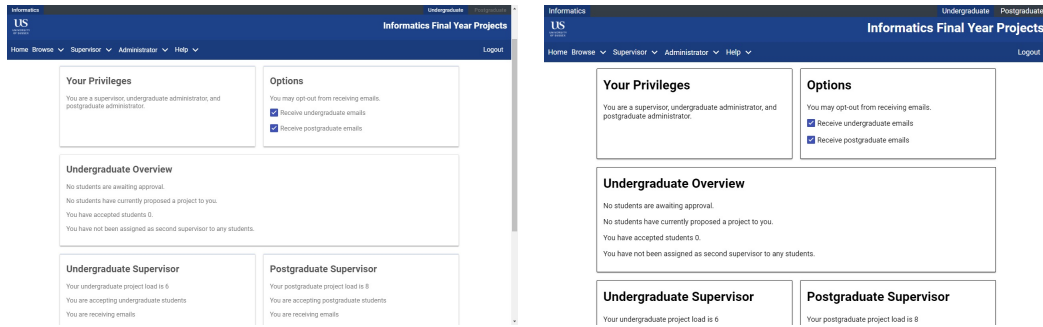 Informatics
Undergraduate Postgraduate
US
Informatics Final Year Projects
Home Browse Supervisor Administrator Help Logout
Your Privileges
You are a supervisor, undergraduate administrator, and
postgraduate administrator.
Options
You may opt-out from receiving emails.
Receive undergraduate emails
Receive postgraduate emails
Undergraduate Overview
No students are awaiting approval.
No students have currently proposed a project to you.
You have accepted students 0.
You have not been assigned as second supervisor to any students.
Undergraduate Supervisor
Your undergraduate project load is 6
You are accepting undergraduate students
You are receiving emails
Postgraduate Supervisor
Your postgraduate project load is 8
You are accepting postgraduate students
You are receiving emails
Informatics
Undergraduate Postgraduate
US
Informatics Final Year Projects
Home Browse Supervisor Administrator Help Logout
Your Privileges
You are a supervisor, undergraduate administrator, and
postgraduate administrator.
Options
You may opt-out from receiving emails.
Receive undergraduate emails
Receive postgraduate emails
Undergraduate Overview
No students are awaiting approval.
No students have currently proposed a project to you.
You have accepted students 0.
You have not been assigned as second supervisor to any students.
Undergraduate Supervisor
Your undergraduate project load is 6
Postgraduate Supervisor
Your postgraduate project load is 8